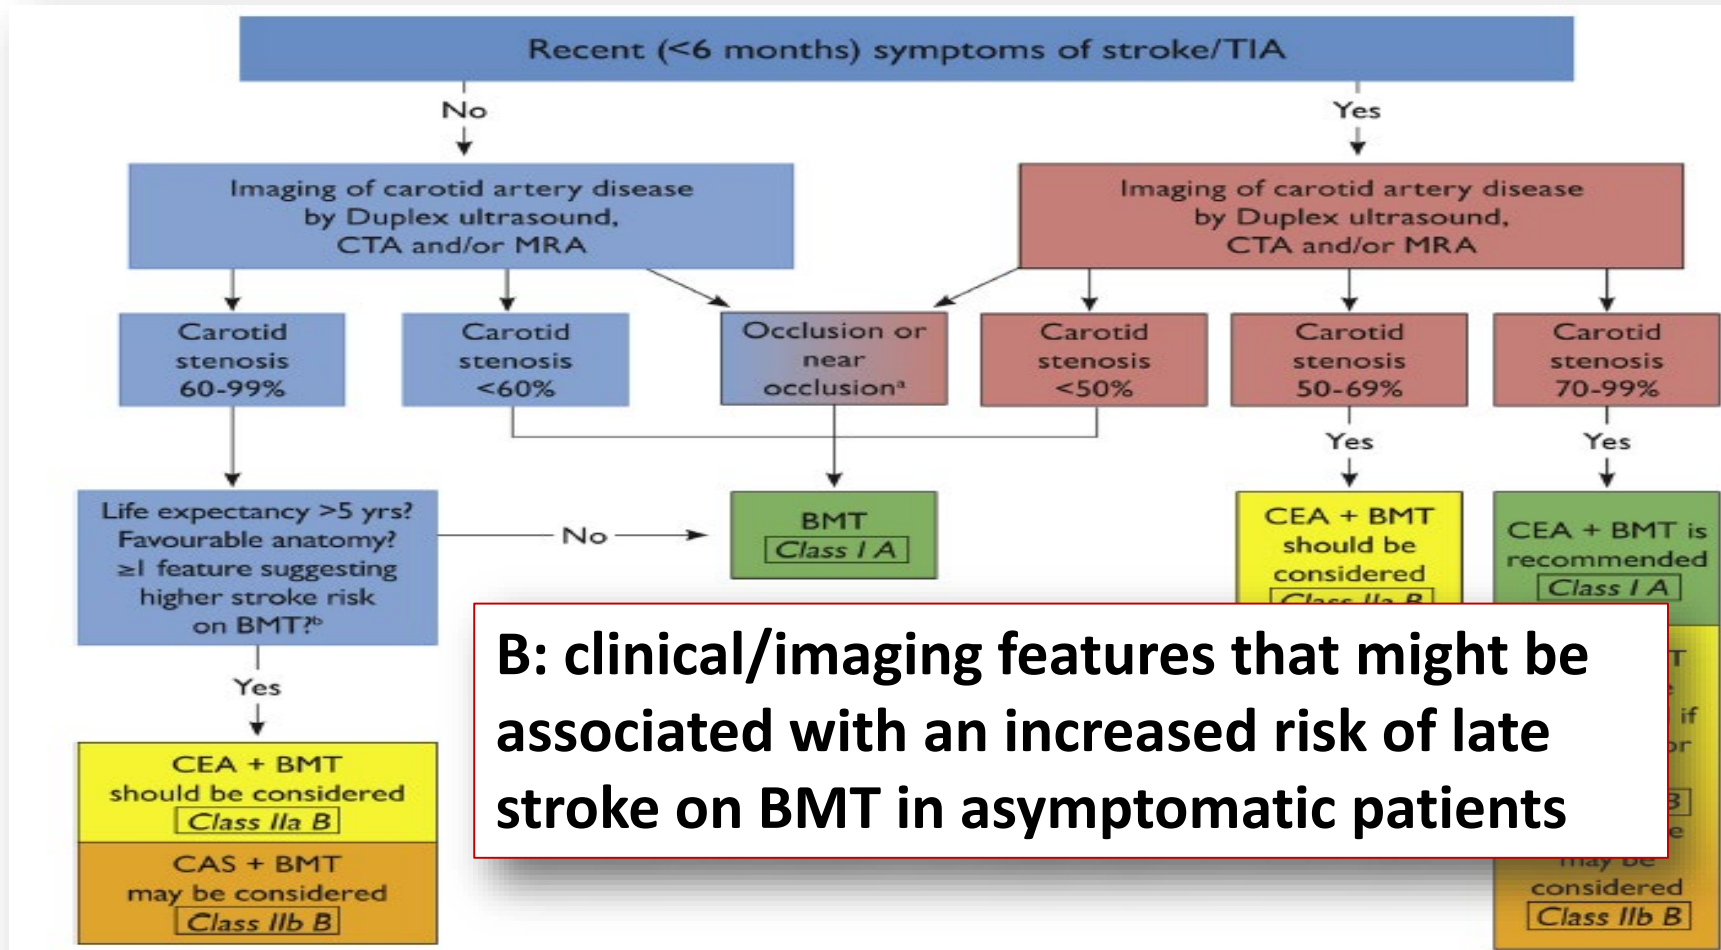 Recent (<6 months) symptoms of stroke/TIA
No
Yes
Imaging of carotid artery disease
by Duplex ultrasound,
CTA and/or MRA
Imaging of carotid artery disease
by Duplex ultrasound,
CTA and/or MRA
Carotid
stenosis
60-99%
Carotid
stenosis
<60%
Occlusion or
near
occlusionᵃ
Carotid
stenosis
<50%
Carotid
stenosis
50-69%
Carotid
stenosis
70-99%
Yes
Yes
Life expectancy >5 yrs?
Favourable anatomy?
≥1 feature suggesting
higher stroke risk
on BMT?ᵇ
No
BMT
Class I A
CEA + BMT
should be
considered
Class IIa B
CEA + BMT is
recommended
Class I A
Yes
CEA + BMT
should be considered
Class IIa B
CAS + BMT
may be considered
Class IIb B
B: clinical/imaging features that might be
associated with an increased risk of late
stroke on BMT in asymptomatic patients
T
if
or
B
may be
considered
Class IIb B